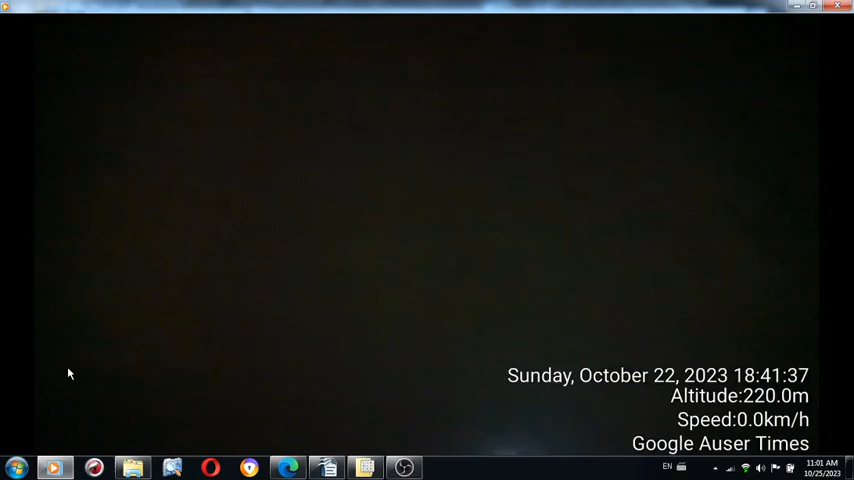 Sunday, October 22, 2023 18:41:37
Altitude:220.0m
Speed:0.0km/h
Google Auser Times
EN
11:01 AM
10/25/2023